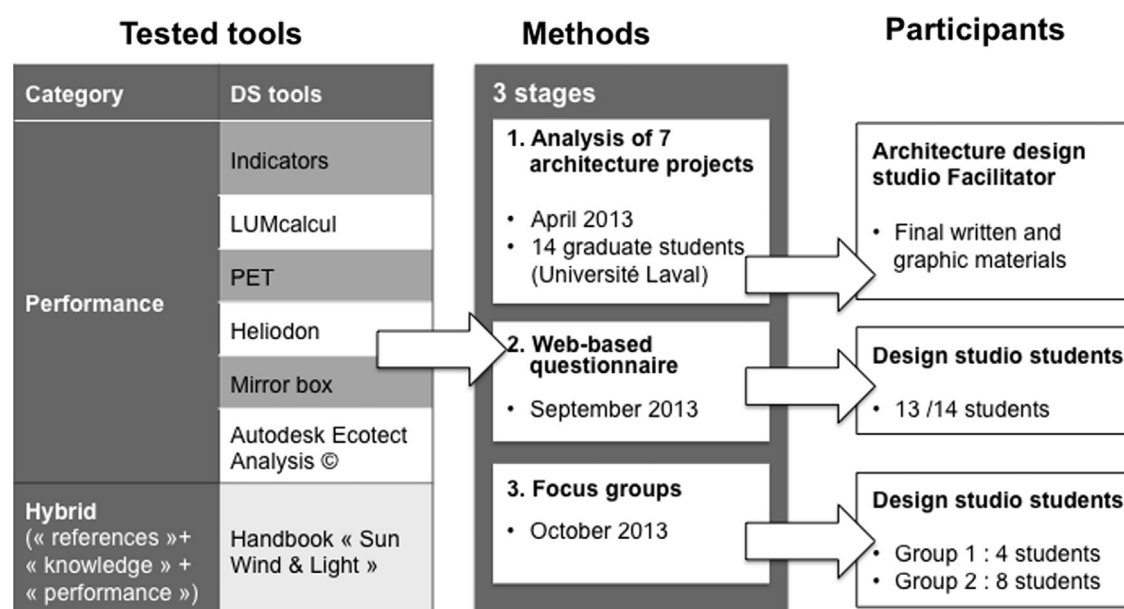 Tested tools
Category
DS tools
Performance
Indicators
LUMcalcul
PET
Heliodon
Mirror box
Autodesk Ecotect
Analysis ©
Hybrid
(« references »+
« knowledge » +
« performance »)
Handbook « Sun
Wind & Light »
Methods
3 stages
1. Analysis of 7
architecture projects
• April 2013
• 14 graduate students
(Université Laval)
2. Web-based
questionnaire
• September 2013
3. Focus groups
• October 2013
Participants
Architecture design
studio Facilitator
• Final written and
graphic materials
Design studio students
• 13 /14 students
Design studio students
• Group 1 : 4 students
• Group 2 : 8 students